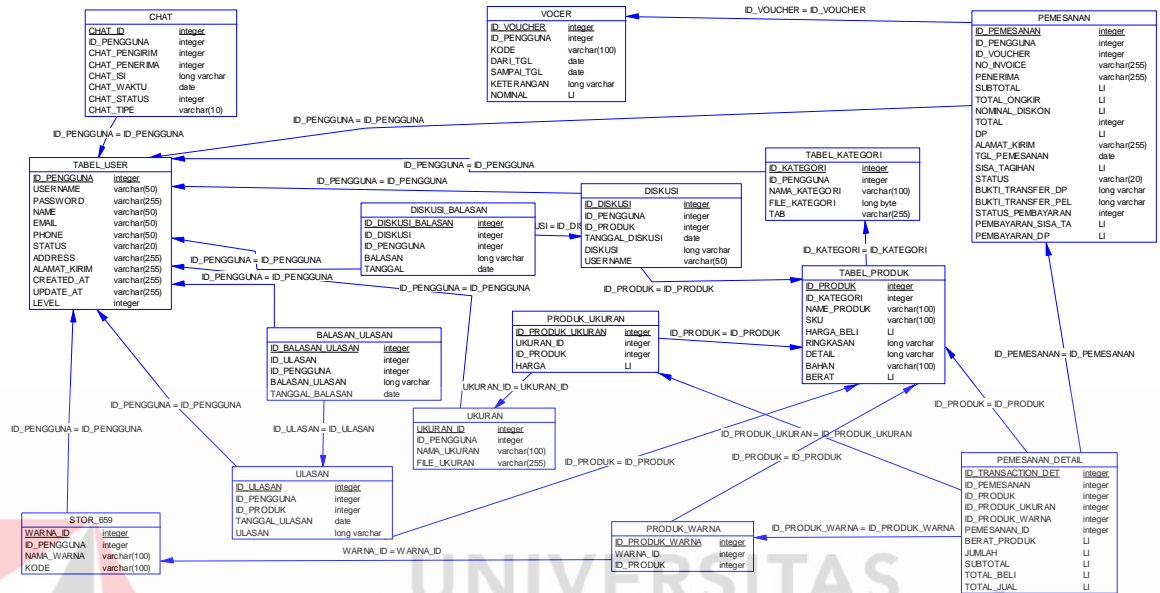 CHAT
CHAT_ID integer
ID_PENGGUNA integer
CHAT_PENGIRIM integer
CHAT_PENERIMA integer
CHAT_ISI long varchar
CHAT_WAKTU date
CHAT_STATUS integer
CHAT_TIPE varchar(10)
VOCER
ID_VOUCHER integer
ID_PENGGUNA integer
KODE varchar(100)
DARI_TGL date
SAMPAI_TGL date
KETERANGAN long varchar
NOMINAL LI
ID_VOUCHER = ID_VOUCHER
PEMESANAN
ID_PEMESANAN integer
ID_PENGGUNA integer
ID_VOUCHER integer
NO_INVOICE varchar(255)
PENERIMA varchar(255)
SUBTOTAL LI
TOTAL_ONGKIR LI
NOMINAL_DISKON LI
TOTAL integer
DP LI
ALAMAT_KIRIM varchar(255)
TGL_PEMESANAN date
SISA_TAGIHAN LI
STATUS varchar(20)
BUKTI_TRANSFER_DP long varchar
BUKTI_TRANSFER_PEL long varchar
STATUS_PEMBAYARAN integer
PEMBAYARAN_SISA_TA LI
PEMBAYARAN_DP LI
ID_PENGGUNA = ID_PENGGUNA
ID_PENGGUNA = ID_PENGGUNA
TABEL_USER
ID_PENGGUNA integer
USERNAME varchar(50)
PASSWORD varchar(255)
NAME varchar(50)
EMAIL varchar(50)
PHONE varchar(50)
STATUS varchar(20)
ADDRESS varchar(255)
ALAMAT_KIRIM varchar(255)
CREATED_AT varchar(255)
UPDATE_AT varchar(255)
LEVEL integer
ID_PENGGUNA = ID_PENGGUNA
ID_PENGGUNA = ID_PENGGUNA
TABEL_KATEGORI
ID_KATEGORI integer
ID_PENGGUNA integer
NAMA_KATEGORI varchar(100)
FILE_KATEGORI long byte
TAB varchar(255)
DISKUSI
ID_DISKUSI integer
ID_PENGGUNA integer
ID_PRODUK integer
TANGGAL_DISKUSI date
DISKUSI long varchar
USERNAME varchar(50)
DISKUSI_BALASAN
ID_DISKUSI_BALASAN integer
ID_DISKUSI integer
ID_PENGGUNA integer
BALASAN long varchar
TANGGAL date
USI = ID_DIS
ID_KATEGORI = ID_KATEGORI
ID_PENGGUNA = ID_PENGGUNA
ID_PENGGUNA = ID_PENGGUNA
ID_PENGGUNA = ID_PENGGUNA
ID_PRODUK = ID_PRODUK
TABEL_PRODUK
ID_PRODUK integer
ID_KATEGORI integer
NAME_PRODUK varchar(100)
SKU varchar(100)
HARGA_BELI LI
RINGKASAN long varchar
DETAIL long varchar
BAHAN varchar(100)
BERAT LI
PRODUK_UKURAN
ID_PRODUK_UKURAN integer
UKURAN_ID integer
ID_PRODUK integer
HARGA LI
ID_PRODUK = ID_PRODUK
BALASAN_ULASAN
ID_BALASAN_ULASAN integer
ID_ULASAN integer
ID_PENGGUNA integer
BALASAN_ULASAN long varchar
TANGGAL_BALASAN date
ID_PEMESANAN = ID_PEMESANAN
UKURAN_ID = UKURAN_ID
ID_PENGGUNA = ID_PENGGUNA
ID_PRODUK = ID_PRODUK
UKURAN
UKURAN_ID integer
ID_PENGGUNA integer
NAMA_UKURAN varchar(100)
FILE_UKURAN varchar(255)
ID_PENGGUNA = ID_PENGGUNA
ID_ULASAN = ID_ULASAN
ID_PRODUK_UKURAN = ID_PRODUK_UKURAN
ID_PRODUK = ID_PRODUK
ID_PRODUK = ID_PRODUK
ULASAN
ID_ULASAN integer
ID_PENGGUNA integer
ID_PRODUK integer
TANGGAL_ULASAN date
ULASAN long varchar
PEMESANAN_DETAIL
ID_TRANSACTION_DET integer
ID_PEMESANAN integer
ID_PRODUK integer
ID_PRODUK_UKURAN integer
ID_PRODUK_WARNA integer
PEMESANAN_ID integer
BERAT_PRODUK LI
JUMLAH LI
SUBTOTAL LI
TOTAL_BELI LI
TOTAL_JUAL LI
STOR_659
WARNA_ID integer
ID_PENGGUNA integer
NAMA_WARNA varchar(100)
KODE varchar(100)
PRODUK_WARNA
ID_PRODUK_WARNA integer
WARNA_ID integer
ID_PRODUK integer
ID_PRODUK_WARNA = ID_PRODUK_WARNA
WARNA_ID = WARNA_ID
UNIVERSITAS